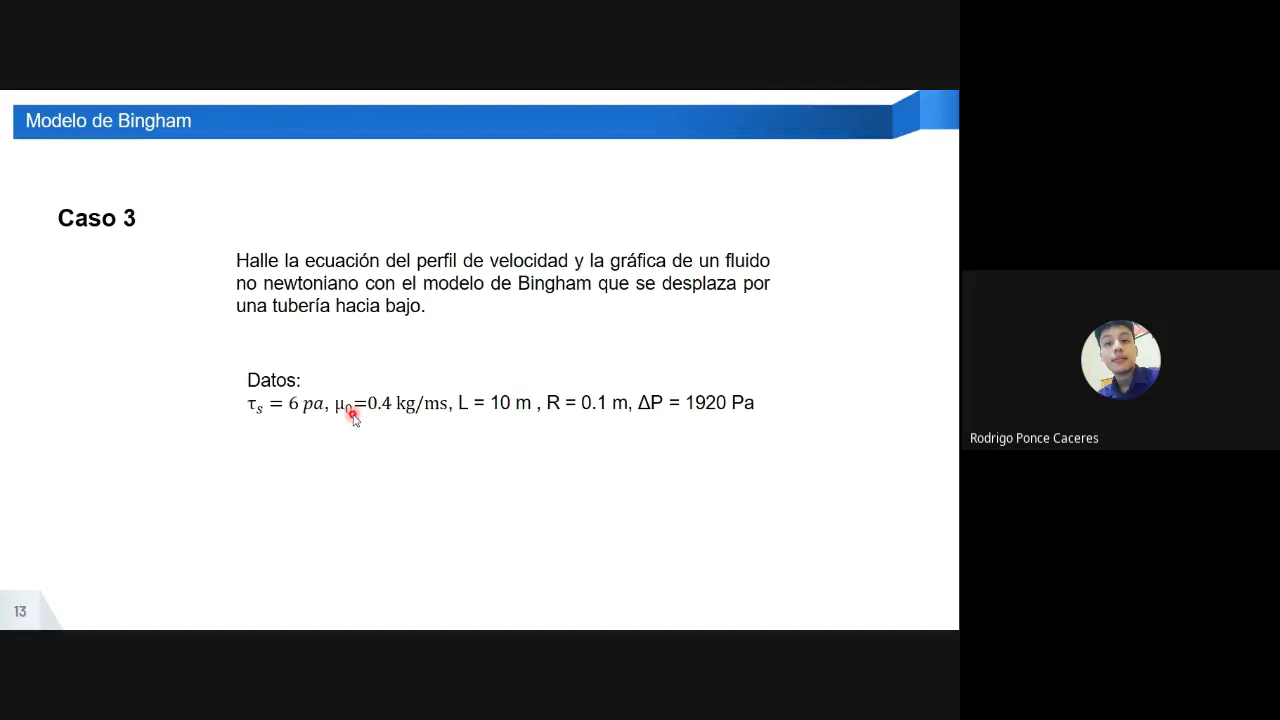 Modelo de Bingham
Caso 3
Halle la ecuación del perfil de velocidad y la gráfica de un fluido
no newtoniano con el modelo de Bingham que se desplaza por
una tubería hacia bajo.
Datos:
τₛ = 6 pa, μ₀=0.4 kg/ms, L = 10 m , R = 0.1 m, ΔP = 1920 Pa
13
Rodrigo Ponce Caceres